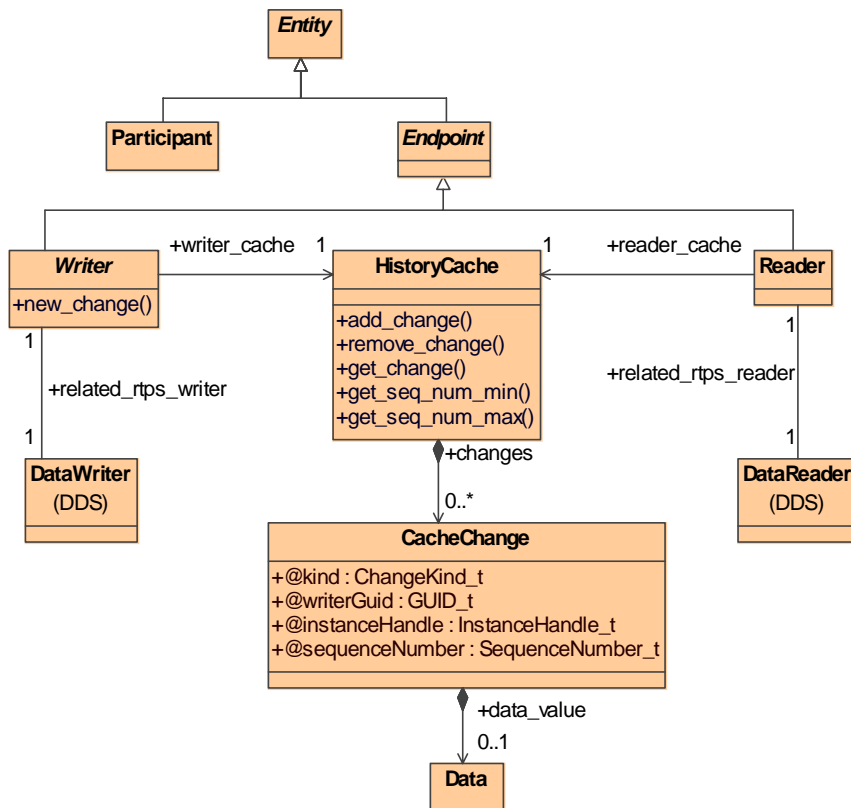 Entity
Participant
Endpoint
+writer_cache
1
1
+reader_cache
Writer
+new_change()
HistoryCache
+add_change()
+remove_change()
+get_change()
+get_seq_num_min()
+get_seq_num_max()
Reader
1
+related_rtps_writer
1
1
+related_rtps_reader
1
DataWriter
(DDS)
+changes
0..*
DataReader
(DDS)
CacheChange
+@kind : ChangeKind_t
+@writerGuid : GUID_t
+@instanceHandle : InstanceHandle_t
+@sequenceNumber : SequenceNumber_t
+data_value
0..1
Data